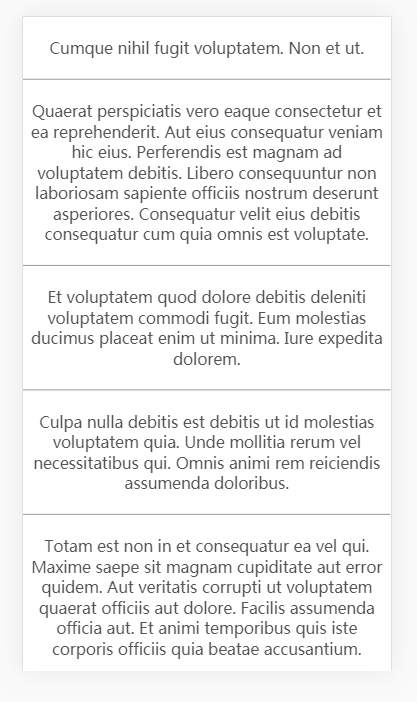 Cumque nihil fugit voluptatem. Non et ut.
Quaerat perspiciatis vero eaque consectetur et
ea reprehenderit. Aut eius consequatur veniam
hic eius. Perferendis est magnam ad
voluptatem debitis. Libero consequuntur non
laboriosam sapiente officiis nostrum deserunt
asperiores. Consequatur velit eius debitis
consequatur cum quia omnis est voluptate.
Et voluptatem quod dolore debitis deleniti
voluptatem commodi fugit. Eum molestias
ducimus placeat enim ut minima. Iure expedita
dolorem.
Culpa nulla debitis est debitis ut id molestias
voluptatem quia. Unde mollitia rerum vel
necessitatibus qui. Omnis animi rem reiciendis
assumenda doloribus.
Totam est non in et consequatur ea vel qui.
Maxime saepe sit magnam cupiditate aut error
quidem. Aut veritatis corrupti ut voluptatem
quaerat officiis aut dolore. Facilis assumenda
officia aut. Et animi temporibus quis iste
corporis officiis quia beatae accusantium.